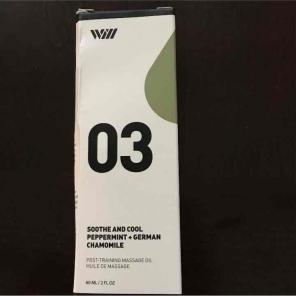 Will
03
SOOTHE AND COOL
PEPPERMINT + GERMAN
CHAMOMILE
POST-TRAINING MASSAGE OIL
HUILE DE MASSAGE
60 ML / 2 FL OZ